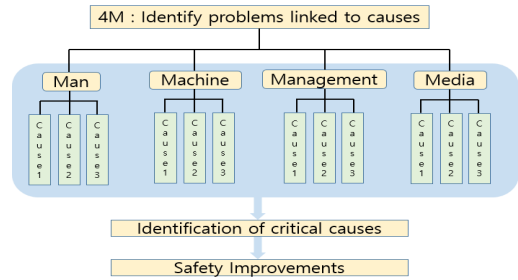 4M : Identify problems linked to causes
Man
Machine
Management
Media
Cause1
Cause2
Cause3
Cause1
Cause2
Cause3
Cause1
Cause2
Cause3
Cause1
Cause2
Cause3
Identification of critical causes
Safety Improvements